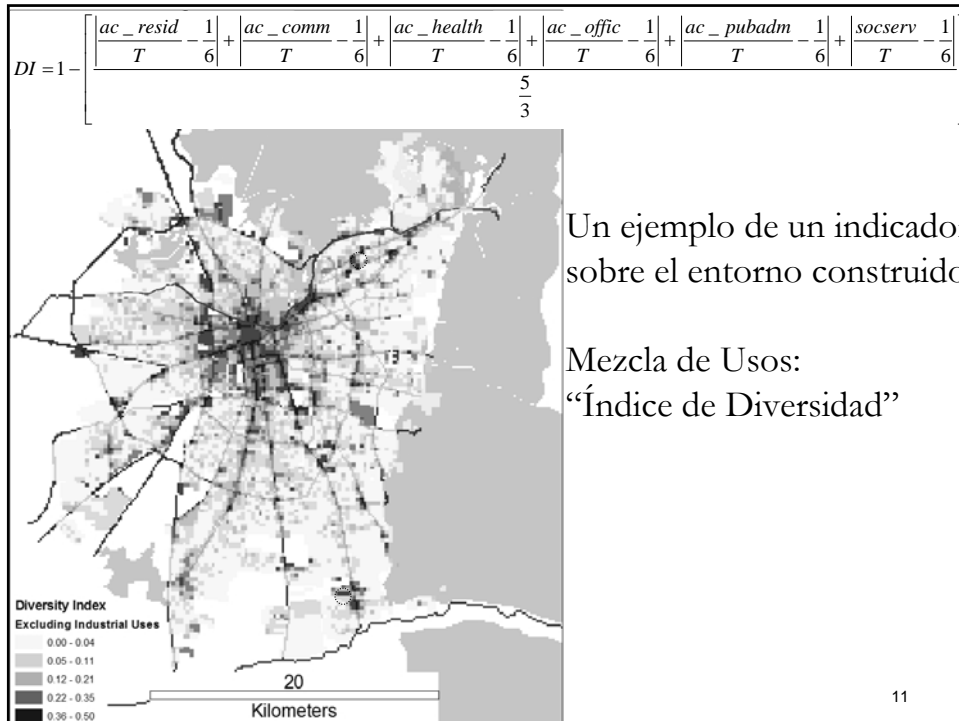 DI = 1 − [ ( |ac_resid/T − 1/6| + |ac_comm/T − 1/6| + |ac_health/T − 1/6| + |ac_offic/T − 1/6| + |ac_pubadm/T − 1/6| + |socserv/T − 1/6| ) / (5/3) ]
Un ejemplo de un indicador
sobre el entorno construido
Mezcla de Usos:
“Índice de Diversidad”
Diversity Index
Excluding Industrial Uses
0.00 - 0.04
0.05 - 0.11
0.12 - 0.21
0.22 - 0.35
0.36 - 0.50
20
Kilometers
11